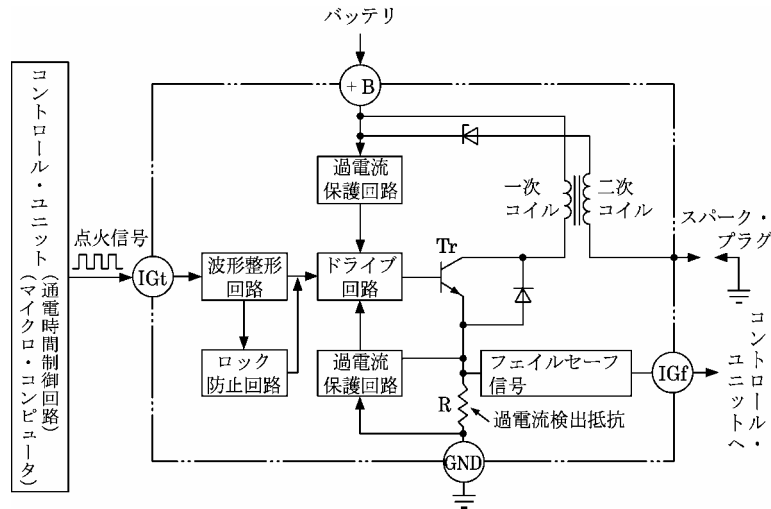 バッテリ
+B
コントロール・ユニット
(通電時間制御回路)
(マイクロ・コンピュータ)
点火信号
IGt
過電流
保護回路
波形整形
回路
ドライブ
回路
Tr
一次
コイル
二次
コイル
スパーク・
プラグ
ロック
防止回路
過電流
保護回路
フェイルセーフ
信号
IGf
コントロール・
ユニットへ
R
過電流検出抵抗
GND